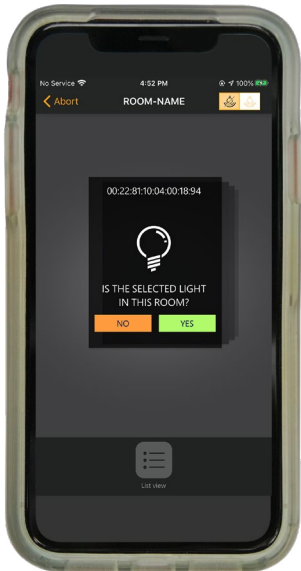 No Service 4:52 PM 100%
Abort ROOM-NAME
00:22:81:10:04:00:18:94
IS THE SELECTED LIGHT
IN THIS ROOM?
NO YES
List view